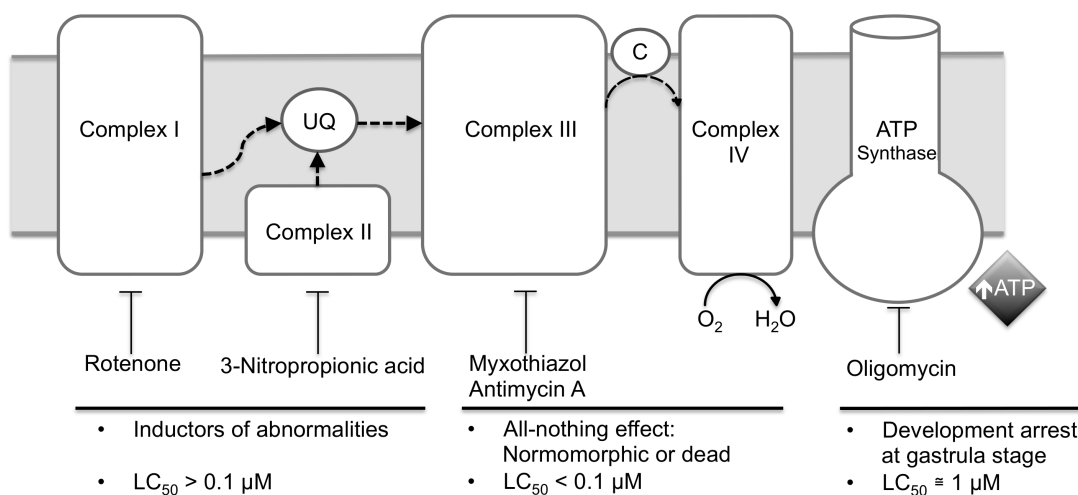 C
Complex I
UQ
Complex III
Complex
IV
ATP
Synthase
Complex II
ATP
O₂
H₂O
Rotenone
3-Nitropropionic acid
Myxothiazol
Antimycin A
Oligomycin
• Inductors of abnormalities
• LC₅₀ > 0.1 µM
• All-nothing effect:
Normomorphic or dead
• LC₅₀ < 0.1 µM
• Development arrest
at gastrula stage
• LC₅₀ ≅ 1 µM